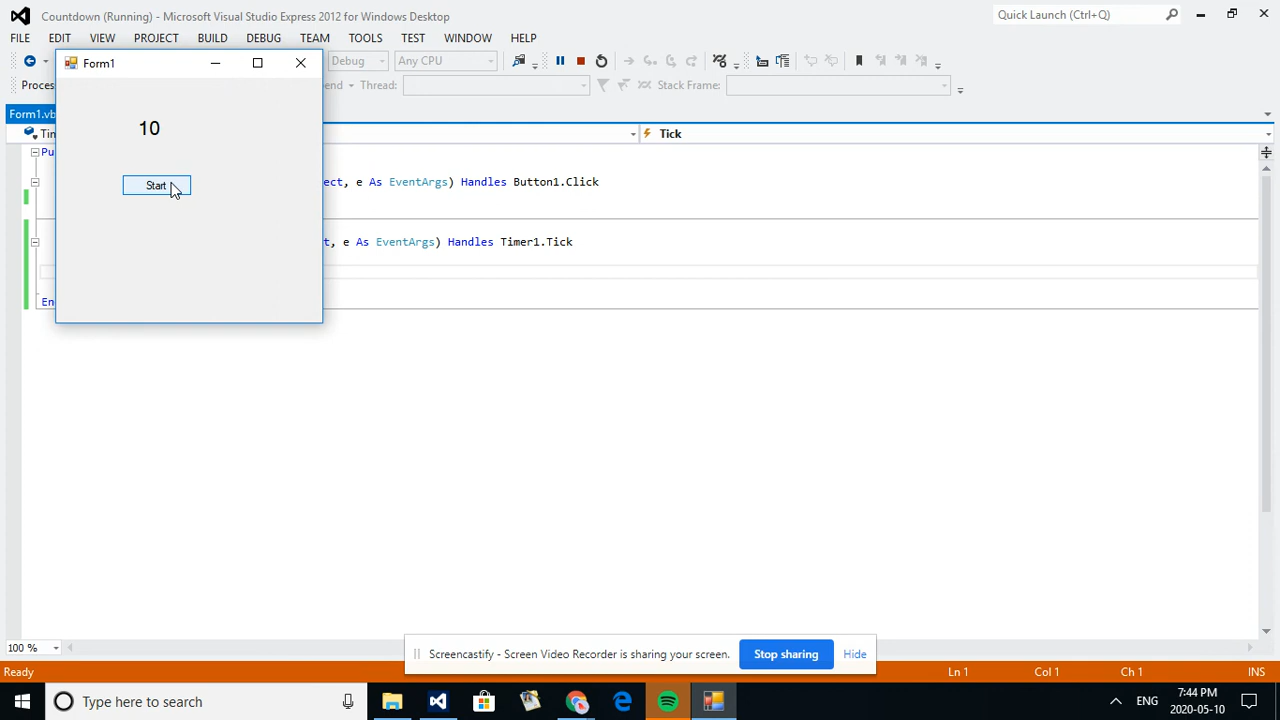 Countdown (Running) - Microsoft Visual Studio Express 2012 for Windows Desktop
Quick Launch (Ctrl+Q)
FILE EDIT VIEW PROJECT BUILD DEBUG TEAM TOOLS TEST WINDOW HELP
Form1
Debug Any CPU
Proces
end Thread: Stack Frame:
Form1.vb
Tim
Tick
10
Pu
Start
ect, e As EventArgs) Handles Button1.Click
t, e As EventArgs) Handles Timer1.Tick
En
100 %
Screencastify - Screen Video Recorder is sharing your screen. Stop sharing Hide
Ready Ln 1 Col 1 Ch 1 INS
Type here to search
ENG
7:44 PM
2020-05-10